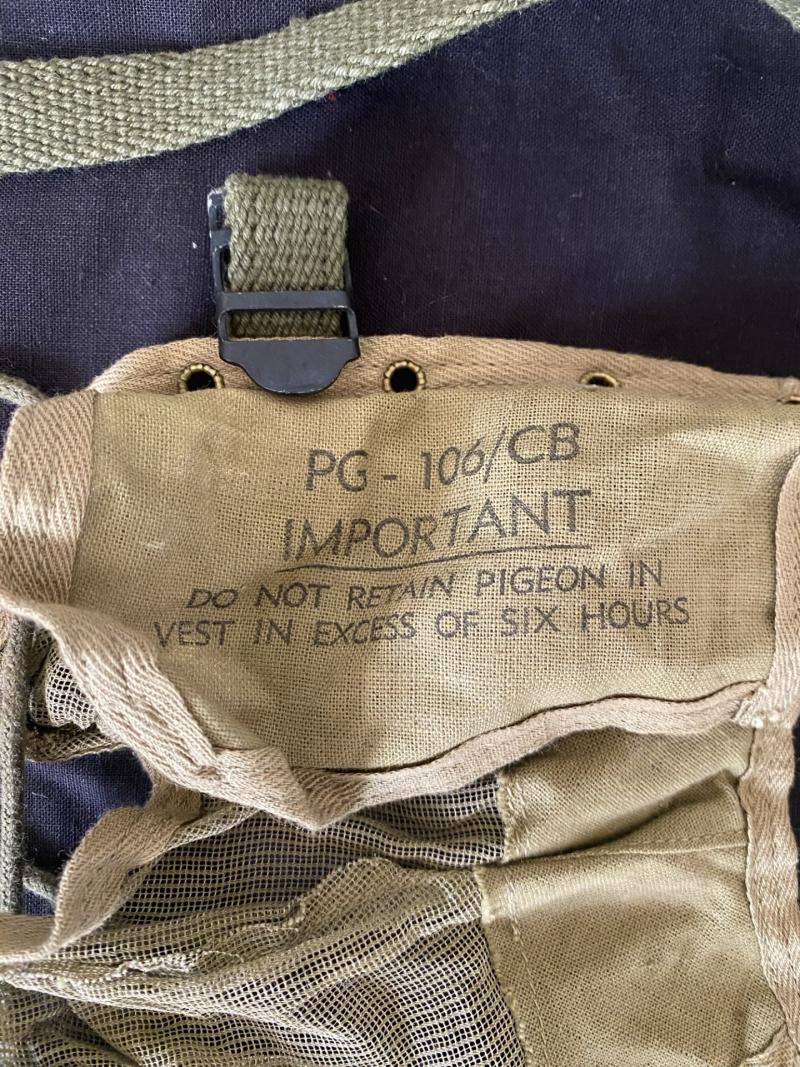 PG - 106/CB
IMPORTANT
DO NOT RETAIN PIGEON IN
VEST IN EXCESS OF SIX HOURS